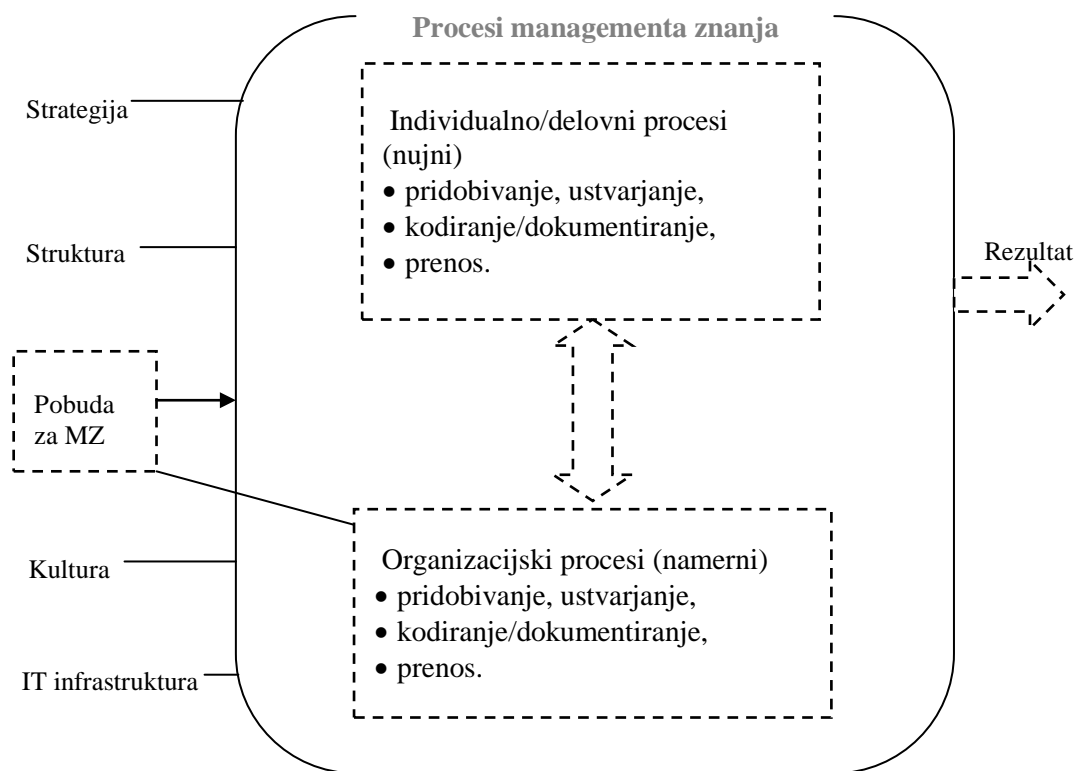 Procesi managementa znanja
Strategija
Individualno/delovni procesi
(nujni)
• pridobivanje, ustvarjanje,
• kodiranje/dokumentiranje,
• prenos.
Struktura
Rezultat
Pobuda
za MZ
Kultura
Organizacijski procesi (namerni)
• pridobivanje, ustvarjanje,
• kodiranje/dokumentiranje,
• prenos.
IT infrastruktura